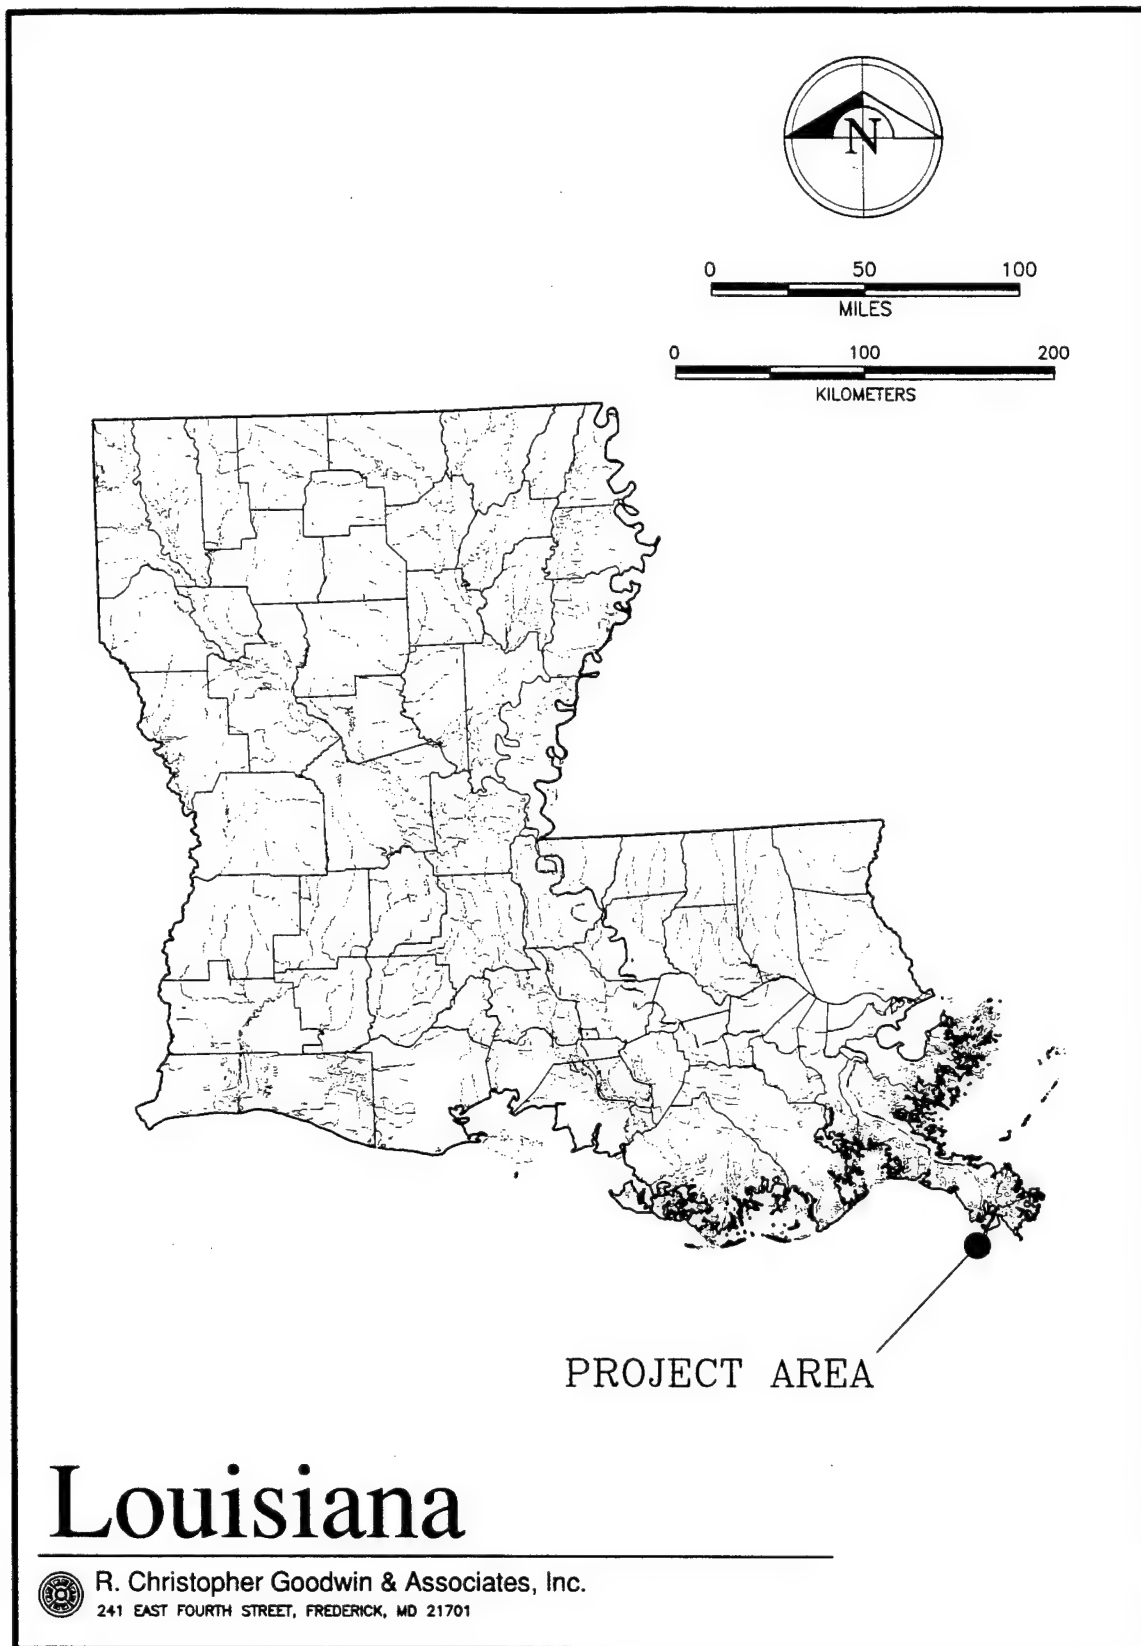 N
0 50 100
MILES
0 100 200
KILOMETERS
PROJECT AREA
Louisiana
R. Christopher Goodwin & Associates, Inc.
241 EAST FOURTH STREET, FREDERICK, MD 21701